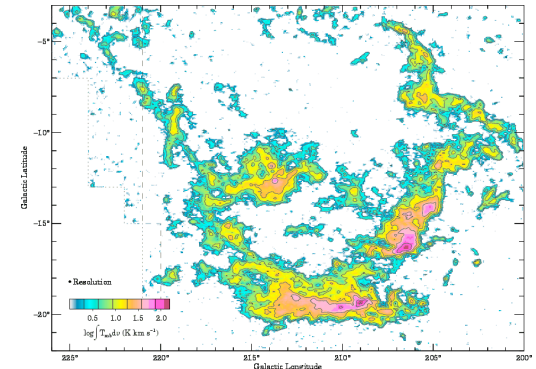 Galactic Latitude
−5°
−10°
−15°
−20°
Resolution
0.5 1.0 1.5 2.0
log∫T_mb dv (K km s⁻¹)
225° 220° 215° 210° 205° 200°
Galactic Longitude